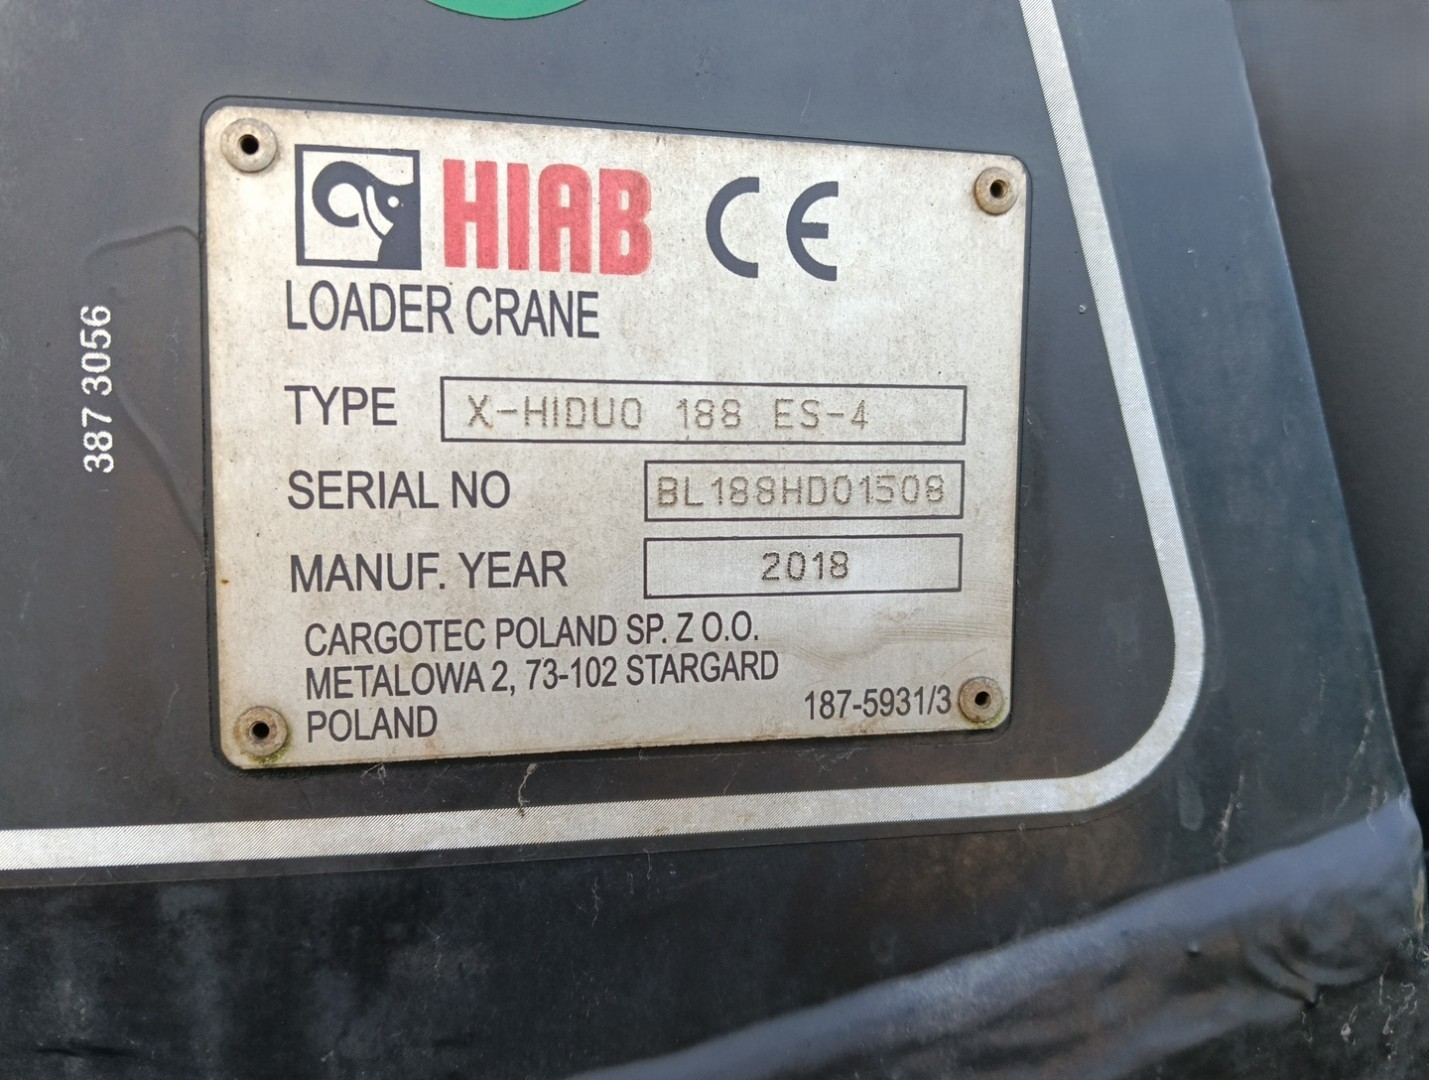 HIAB CE
LOADER CRANE
TYPE X-HIDUO 188 ES-4
SERIAL NO BL188HD01508
MANUF. YEAR 2018
CARGOTEC POLAND SP. Z O.O.
METALOWA 2, 73-102 STARGARD
POLAND
187-5931/3
387 3056